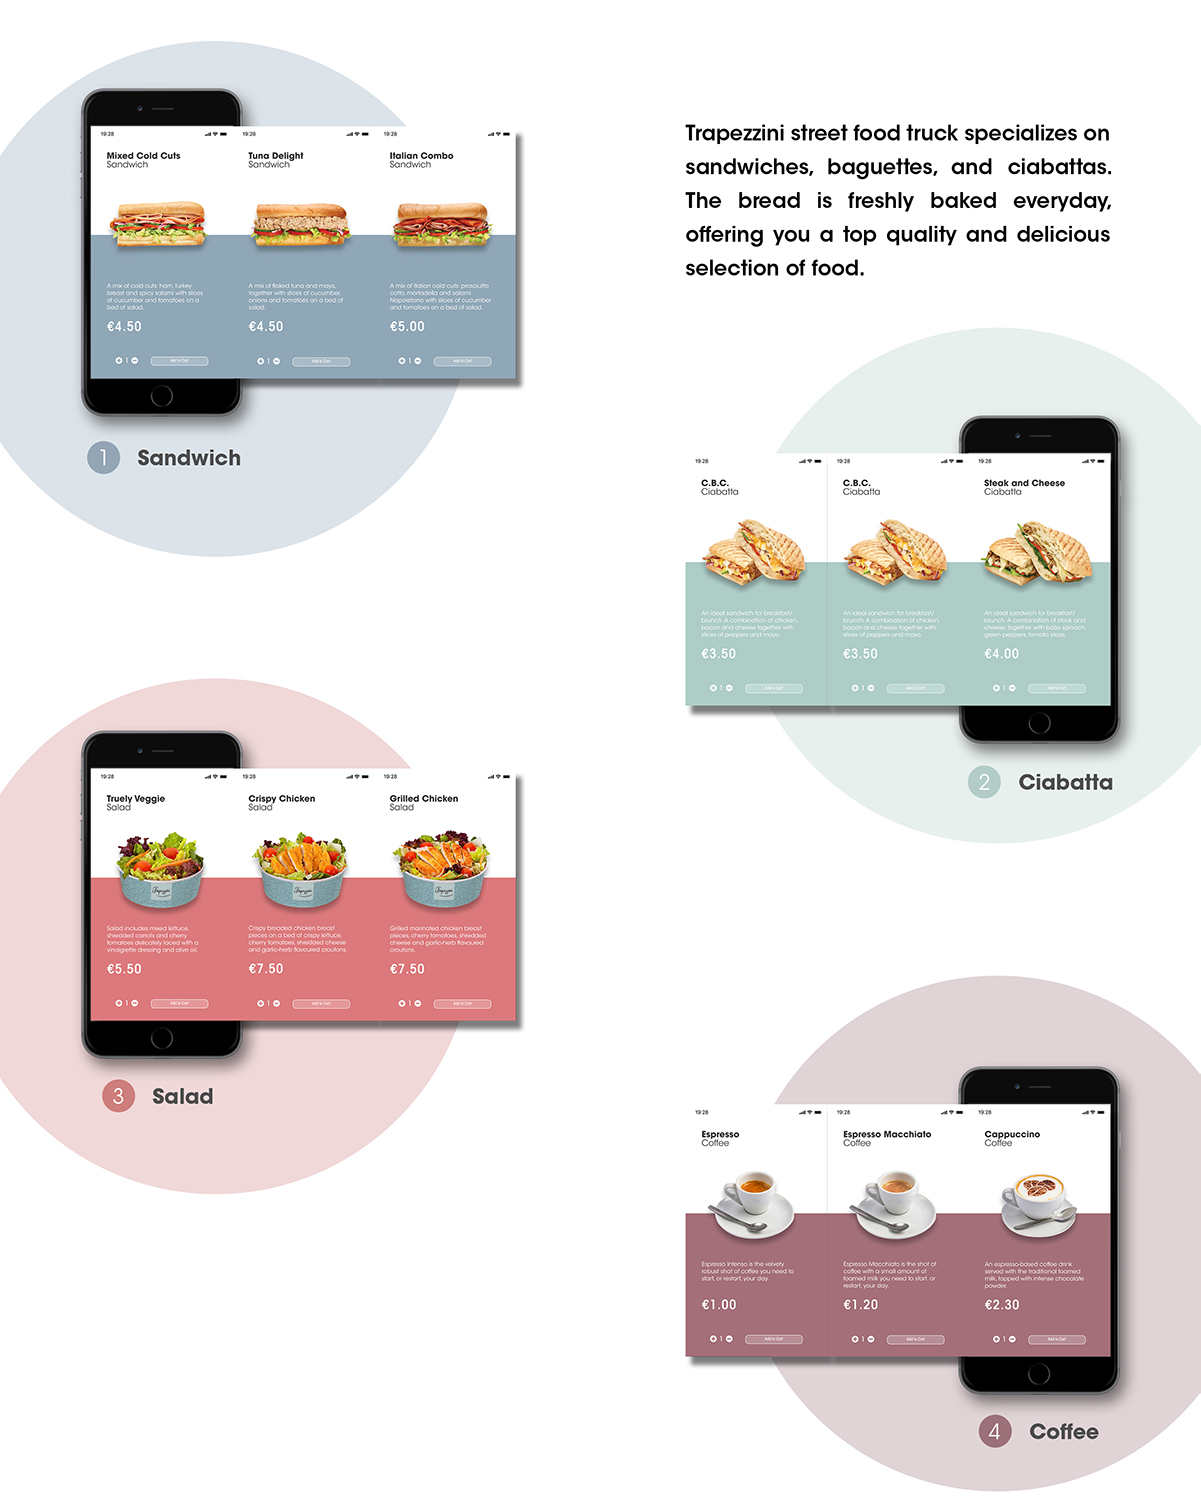 Trapezzini street food truck specializes on
sandwiches, baguettes, and ciabattas.
The bread is freshly baked everyday,
offering you a top quality and delicious
selection of food.
19:28
Mixed Cold Cuts
Sandwich
A mix of cold cuts: ham, turkey
breast and spicy salami with slices
of cucumber and tomatoes on a
bed of salad.
€4.50
1
Add to Cart
19:28
Tuna Delight
Sandwich
A mix of flaked tuna and mayo,
together with slices of cucumber,
onions and tomatoes on a bed of
salad.
€4.50
1
Add to Cart
19:28
Italian Combo
Sandwich
A mix of Italian cold cuts: prosciutto
cotto, mortadella and salami
Napoletano with slices of cucumber
and tomatoes on a bed of salad.
€5.00
1
Add to Cart
1 Sandwich
19:28
C.B.C.
Ciabatta
An ideal sandwich for breakfast/
brunch. A combination of chicken,
bacon and cheese together with
slices of peppers and mayo.
€3.50
1
Add to Cart
19:28
C.B.C.
Ciabatta
An ideal sandwich for breakfast/
brunch. A combination of chicken,
bacon and cheese together with
slices of peppers and mayo.
€3.50
1
Add to Cart
19:28
Steak and Cheese
Ciabatta
An ideal sandwich for breakfast/
brunch. A combination of steak and
cheese, together with baby spinach,
green peppers, tomato slices.
€4.00
1
Add to Cart
2 Ciabatta
19:28
Truely Veggie
Salad
Trapezzini
Salad includes mixed lettuce,
shredded carrots and cherry
tomatoes delicately laced with a
vinaigrette dressing and olive oil.
€5.50
1
Add to Cart
19:28
Crispy Chicken
Salad
Trapezzini
Crispy breaded chicken breast
pieces on a bed of crispy lettuce,
cherry tomatoes, shredded cheese
and garlic-herb flavoured croutons.
€7.50
1
Add to Cart
19:28
Grilled Chicken
Salad
Trapezzini
Grilled marinated chicken breast
pieces, cherry tomatoes, shredded
cheese and garlic-herb flavoured
croutons.
€7.50
1
Add to Cart
3 Salad
19:28
Espresso
Coffee
Espresso Intenso is the velvety
robust shot of coffee you need to
start, or restart, your day.
€1.00
1
Add to Cart
19:28
Espresso Macchiato
Coffee
Espresso Macchiato is the shot of
coffee with a small amount of
foamed milk you need to start, or
restart, your day.
€1.20
1
Add to Cart
19:28
Cappuccino
Coffee
An espresso-based coffee drink
served with the traditional foamed
milk, topped with intense chocolate
powder.
€2.30
1
Add to Cart
4 Coffee